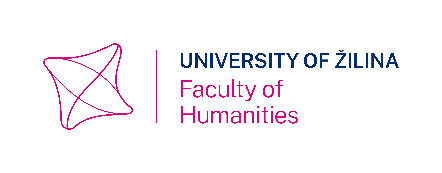 UNIVERSITY OF ŽILINA
Faculty of
Humanities